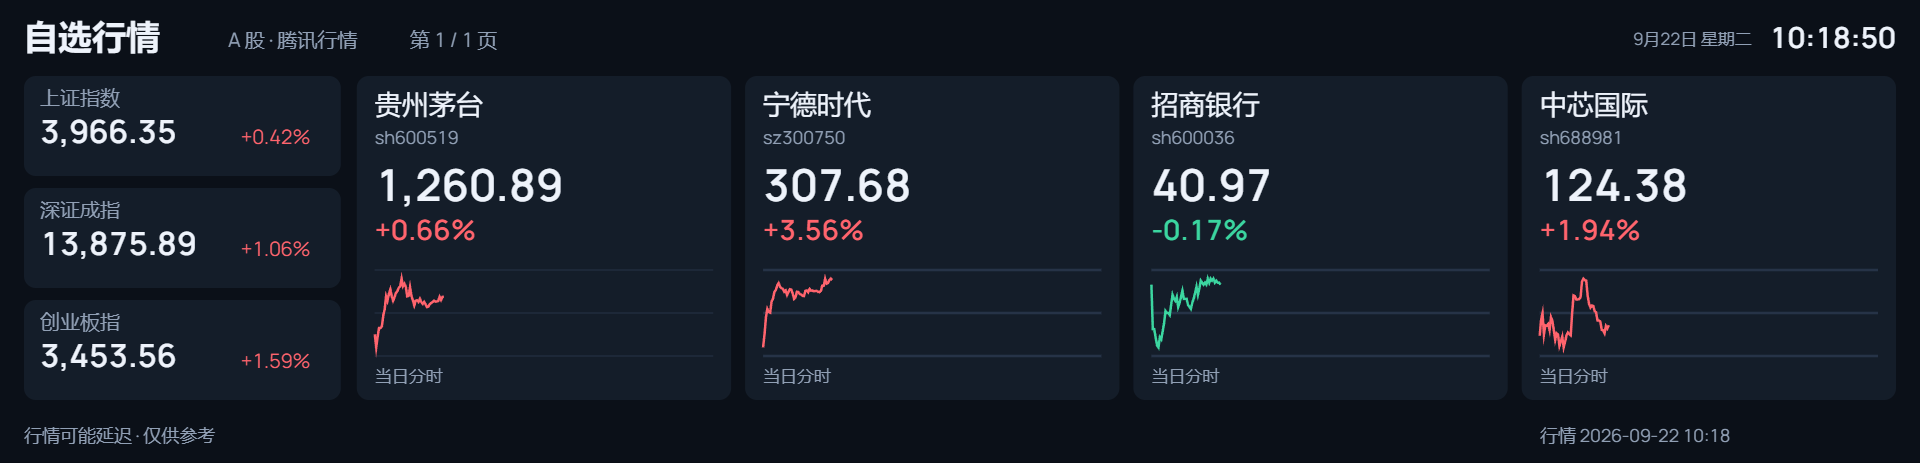 自选行情
A 股 · 腾讯行情
第 1 / 1 页
9月22日 星期二
10:18:50
上证指数
3,966.35
+0.42%
深证成指
13,875.89
+1.06%
创业板指
3,453.56
+1.59%
贵州茅台
sh600519
1,260.89
+0.66%
当日分时
宁德时代
sz300750
307.68
+3.56%
当日分时
招商银行
sh600036
40.97
-0.17%
当日分时
中芯国际
sh688981
124.38
+1.94%
当日分时
行情可能延迟 · 仅供参考
行情 2026-09-22 10:18